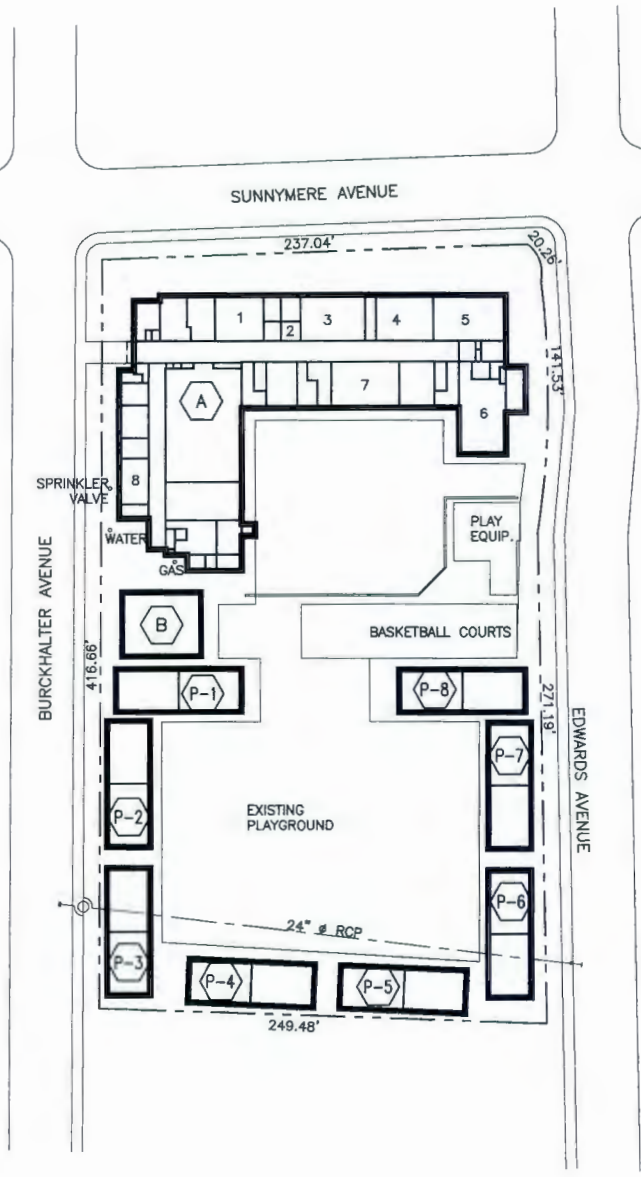 SUNNYMERE AVENUE
237.04'
20.26'
1
2
3
4
5
141.53'
7
A
6
8
SPRINKLER
VALVE
PLAY
EQUIP.
WATER
GAS
BURCKHALTER AVENUE
B
BASKETBALL COURTS
416.66'
P-1
P-8
271.19'
EDWARDS AVENUE
P-7
P-2
EXISTING
PLAYGROUND
P-6
24" ø RCP
P-3
P-4
P-5
249.48'